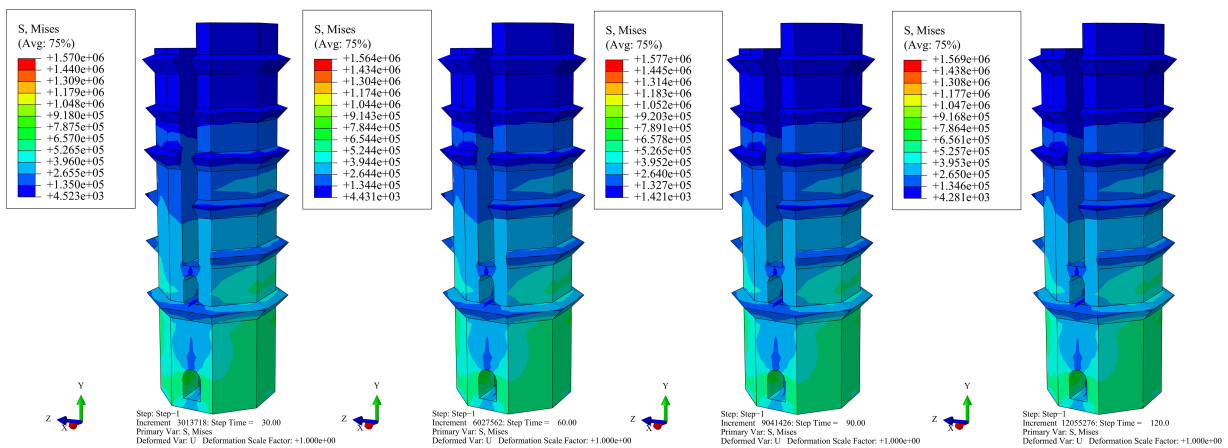 S, Mises
(Avg: 75%)
+1.570e+06
+1.440e+06
+1.309e+06
+1.179e+06
+1.048e+06
+9.180e+05
+7.875e+05
+6.570e+05
+5.265e+05
+3.960e+05
+2.655e+05
+1.350e+05
+4.523e+03
Y
Z
X
Step: Step-1
Increment 3013718: Step Time = 30.00
Primary Var: S, Mises
Deformed Var: U Deformation Scale Factor: +1.000e+00
S, Mises
(Avg: 75%)
+1.564e+06
+1.434e+06
+1.304e+06
+1.174e+06
+1.044e+06
+9.143e+05
+7.844e+05
+6.544e+05
+5.244e+05
+3.944e+05
+2.644e+05
+1.344e+05
+4.431e+03
Y
Z
X
Step: Step-1
Increment 6027562: Step Time = 60.00
Primary Var: S, Mises
Deformed Var: U Deformation Scale Factor: +1.000e+00
S, Mises
(Avg: 75%)
+1.577e+06
+1.445e+06
+1.314e+06
+1.183e+06
+1.052e+06
+9.203e+05
+7.891e+05
+6.578e+05
+5.265e+05
+3.952e+05
+2.640e+05
+1.327e+05
+1.421e+03
Y
Z
X
Step: Step-1
Increment 9041426: Step Time = 90.00
Primary Var: S, Mises
Deformed Var: U Deformation Scale Factor: +1.000e+00
S, Mises
(Avg: 75%)
+1.569e+06
+1.438e+06
+1.308e+06
+1.177e+06
+1.047e+06
+9.168e+05
+7.864e+05
+6.561e+05
+5.257e+05
+3.953e+05
+2.650e+05
+1.346e+05
+4.281e+03
Y
Z
X
Step: Step-1
Increment 12055276: Step Time = 120.0
Primary Var: S, Mises
Deformed Var: U Deformation Scale Factor: +1.000e+00